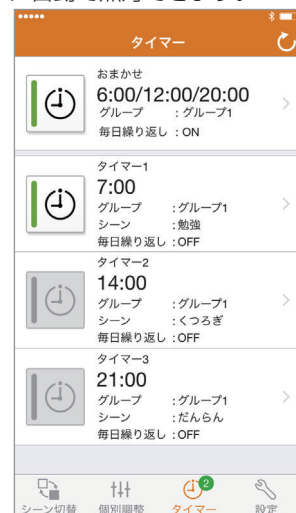 タイマー
おまかせ
6:00/12:00/20:00
グループ :グループ1
毎日繰り返し :ON
タイマー1
7:00
グループ :グループ1
シーン :勉強
毎日繰り返し :OFF
タイマー2
14:00
グループ :グループ1
シーン :くつろぎ
毎日繰り返し :OFF
タイマー3
21:00
グループ :グループ1
シーン :だんらん
毎日繰り返し :OFF
2
シーン切替 個別調整 タイマー 設定